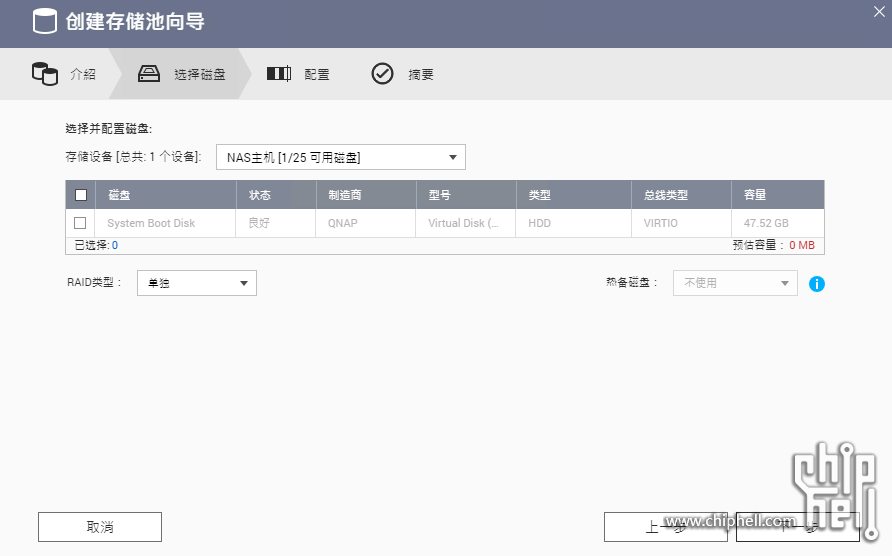 创建存储池向导
介紹 选择磁盘 配置 摘要
选择并配置磁盘:
存储设备 [总共: 1 个设备]: NAS主机 [1/25 可用磁盘]
磁盘 状态 制造商 型号 类型 总线类型 容量
System Boot Disk 良好 QNAP Virtual Disk (... HDD VIRTIO 47.52 GB
已选择: 0 预估容量： 0 MB
RAID类型： 单独 热备磁盘： 不使用
取消 上一步 下一步
www.chiphell.com
chip
hell